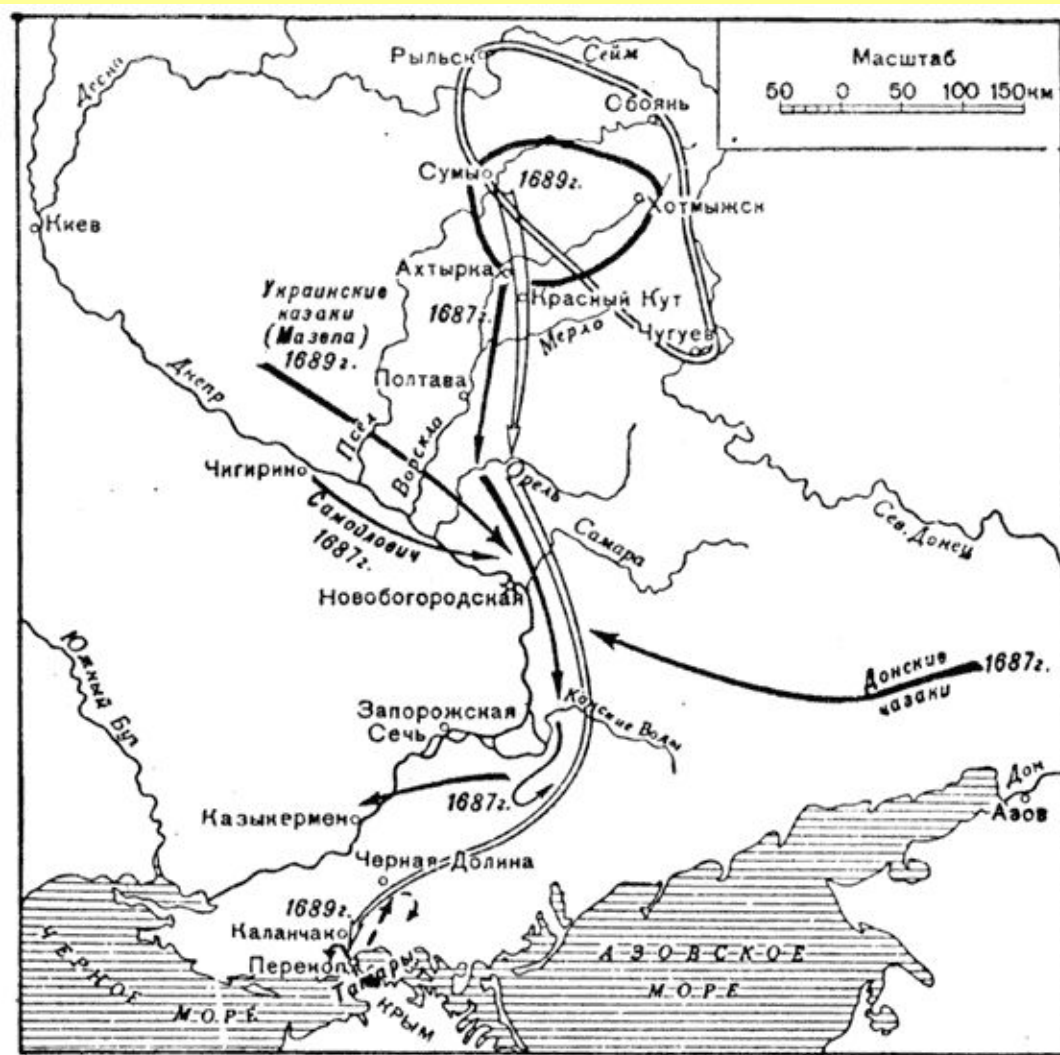 Масштаб
50 0 50 100 150км
Рыльск
Сейм
Десна
Обоянь
Сумы
1689г.
Хотмыжск
Киев
Ахтырка
Украинские
казаки
(Мазепа)
1689г.
1687г.
Красный Кут
Мерло
Чугуев
Днепр
Полтава
Псёл
Ворскла
Чигирин
Орель
Самойлович
1687г.
Самара
Сев. Донец
Новобогородская
Южный Буг
Донские
казаки
1687г.
Запорожская
Сечь
Конские Воды
1687г.
Казыкермен
Дон
Азов
Черная Долина
1689г.
Каланчак
Перекоп
Татары
КРЫМ
ЧЕРНОЕ
МОРЕ
АЗОВСКОЕ
МОРЕ